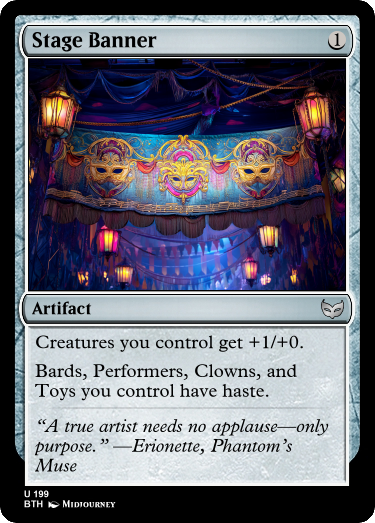 Stage Banner 1
Artifact
Creatures you control get +1/+0.
Bards, Performers, Clowns, and
Toys you control have haste.
“A true artist needs no applause—only
purpose.” —Erionette, Phantom’s
Muse
U 199
BTH Midjourney